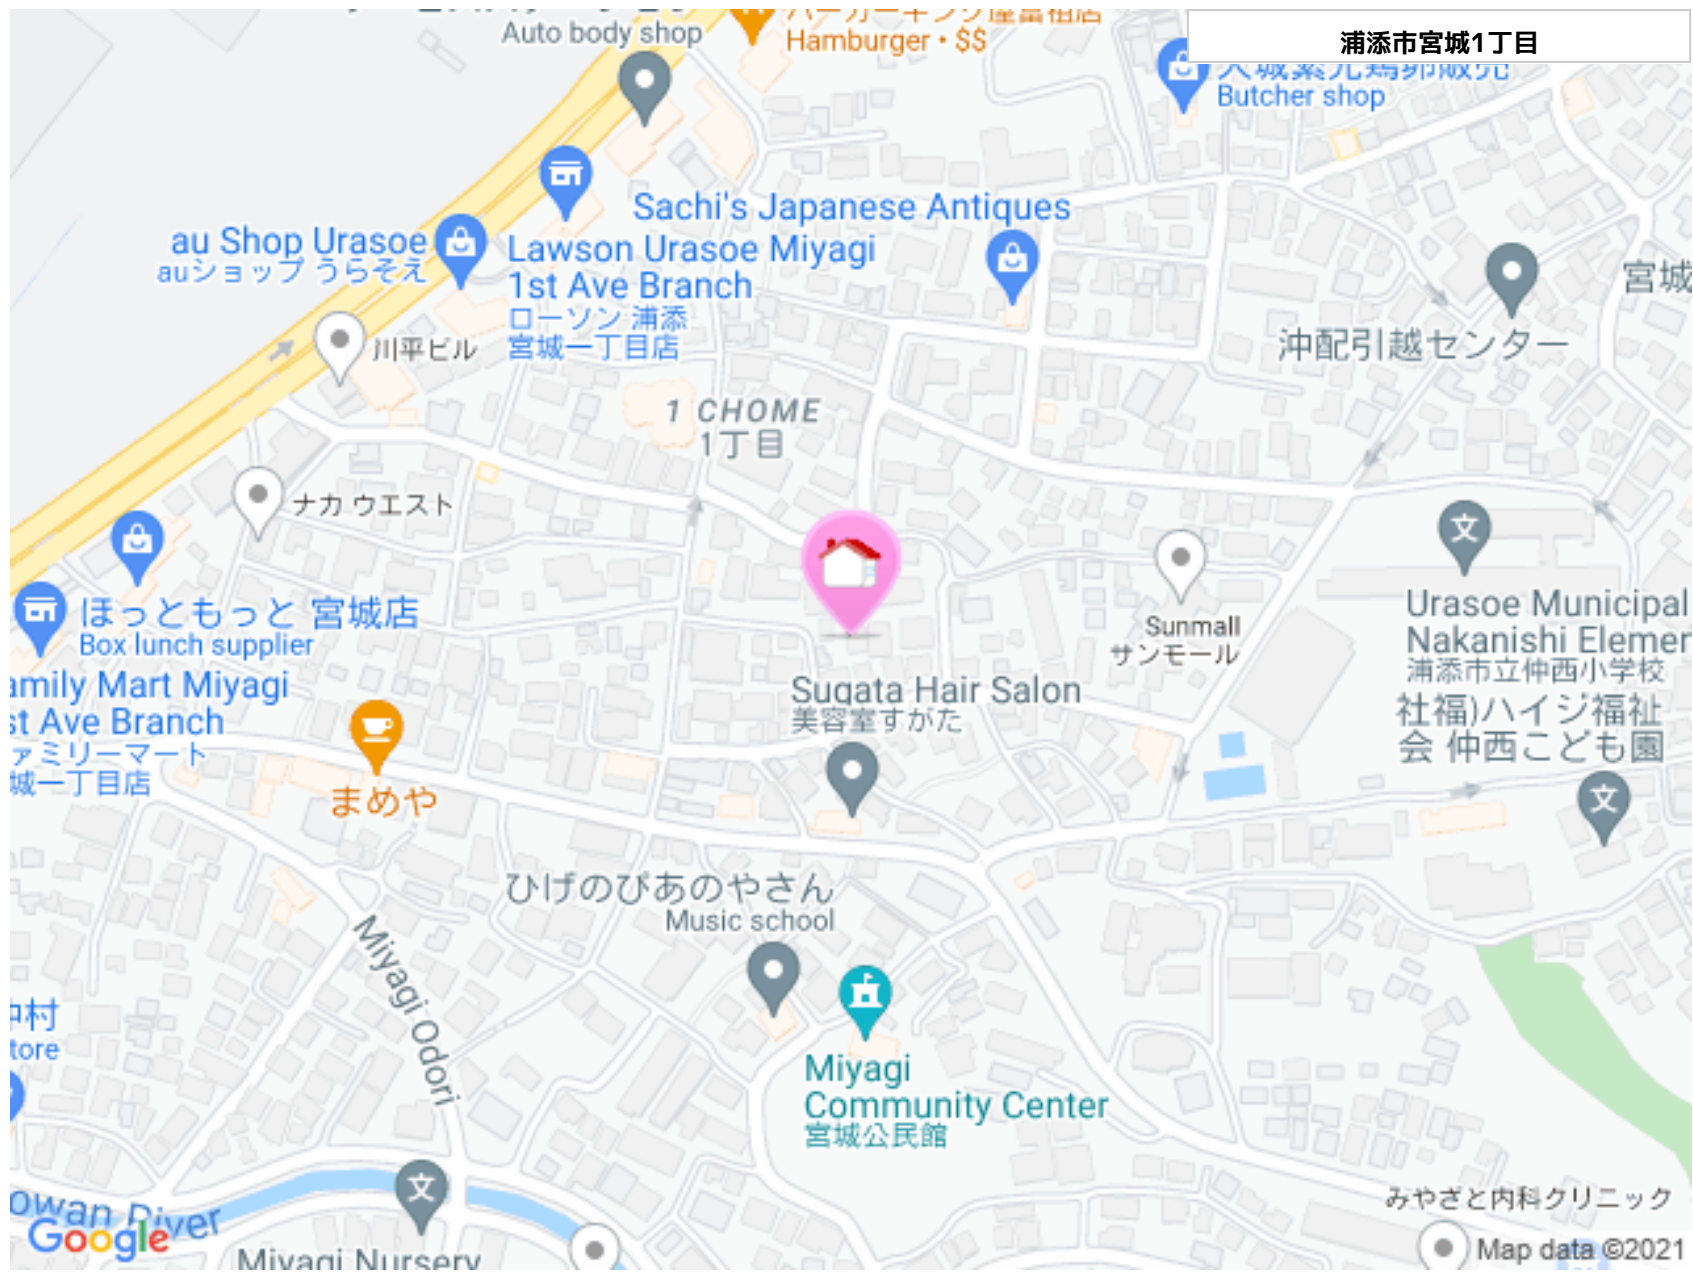 浦添市宮城1丁目
Auto body shop
Hamburger • $$
Butcher shop
Sachi's Japanese Antiques
au Shop Urasoe
auショップ うらそえ
Lawson Urasoe Miyagi
1st Ave Branch
ローソン 浦添
宮城一丁目店
宮城
沖配引越センター
川平ビル
1 CHOME
1丁目
ナカ ウエスト
ほっともっと 宮城店
Box lunch supplier
amily Mart Miyagi
st Ave Branch
ァミリーマート
城一丁目店
Sunmall
サンモール
Urasoe Municipal
Nakanishi Elemen
浦添市立仲西小学校
社福)ハイジ福祉
会 仲西こども園
Sugata Hair Salon
美容室すがた
まめや
ひげのぴあのやさん
Music school
Miyagi Odori
村
tore
Miyagi
Community Center
宮城公民館
owan River
Google
Miyagi Nursery
みやざと内科クリニック
Map data ©2021